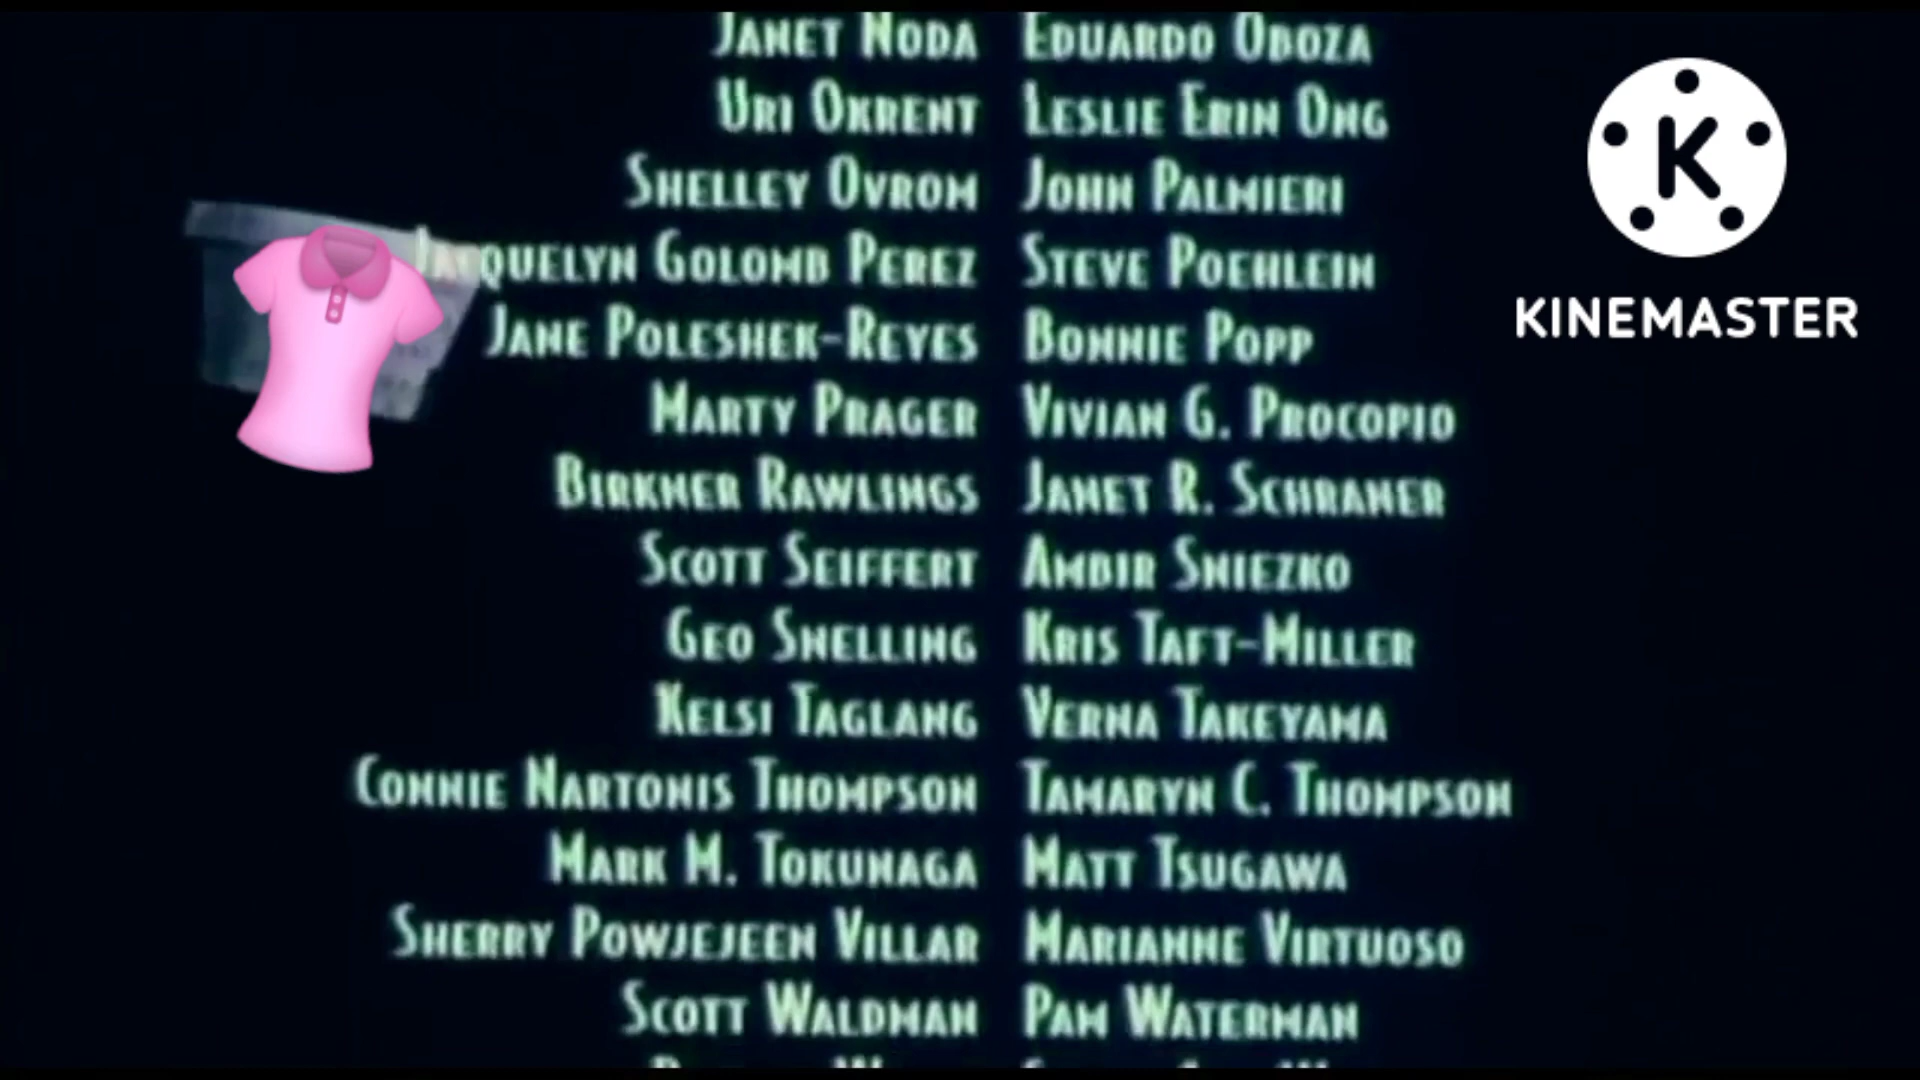 JANET NODA EDUARDO OBOZA
URI OKRENT LESLIE ERIN ONG
SHELLEY OVROM JOHN PALMIERI
JACQUELYN GOLOMB PEREZ STEVE POEHLEIN
JANE POLESHEK-REYES BONNIE POPP
MARTY PRAGER VIVIAN G. PROCOPIO
BIRKNER RAWLINGS JANET R. SCHRANER
SCOTT SEIFFERT AMBIR SNIEZKO
GEO SNELLING KRIS TAFT-MILLER
KELSI TAGLANG VERNA TAKEYAMA
CONNIE NARTONIS THOMPSON TAMARYN C. THOMPSON
MARK M. TOKUNAGA MATT TSUGAWA
SHERRY POWJEJEEN VILLAR MARIANNE VIRTUOSO
SCOTT WALDMAN PAM WATERMAN
K
KINEMASTER